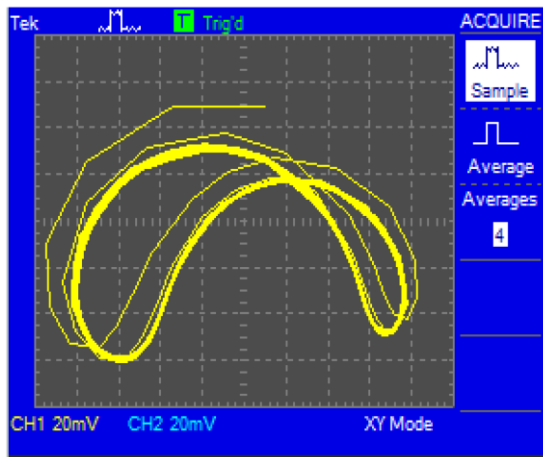 Tek T Trig'd ACQUIRE
Sample
Average
Averages
4
CH1 20mV CH2 20mV XY Mode